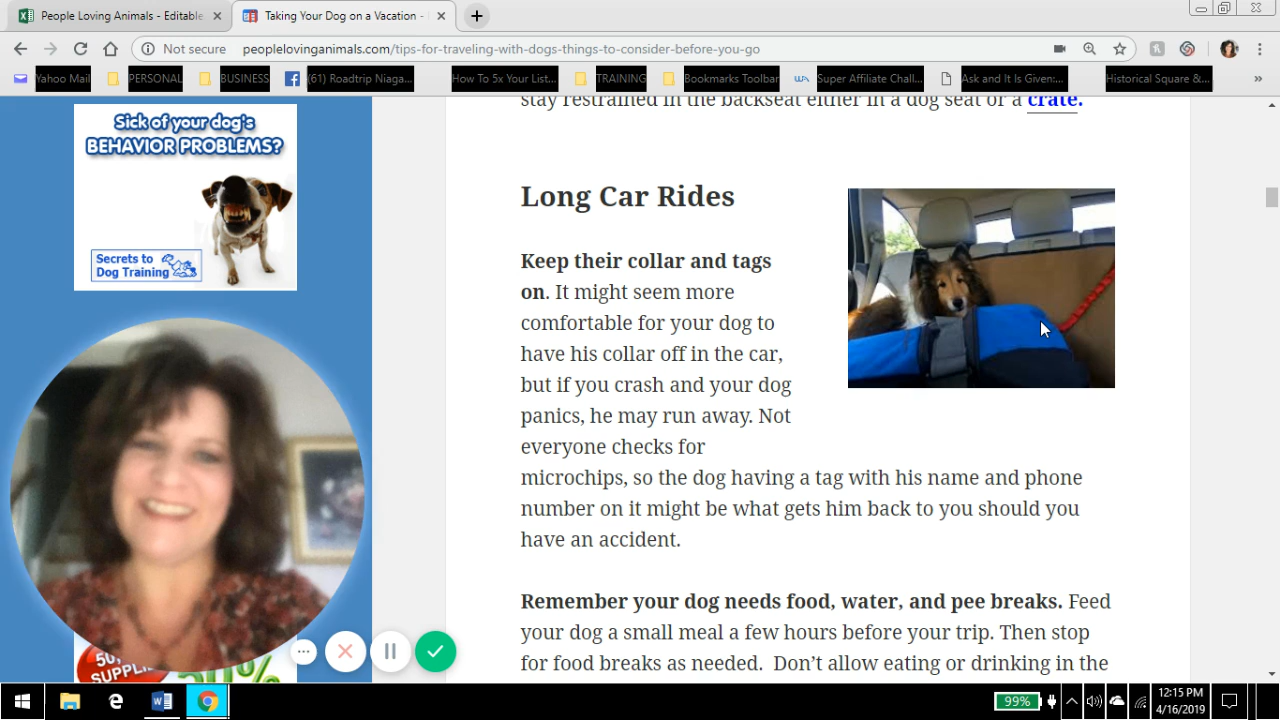 People Loving Animals - Editable
Taking Your Dog on a Vacation -
Not secure
peoplelovinganimals.com/tips-for-traveling-with-dogs-things-to-consider-before-you-go
Yahoo Mail
PERSONAL
BUSINESS
(61) Roadtrip Niaga...
How To 5x Your List...
TRAINING
Bookmarks Toolbar
Super Affiliate Chall...
Ask and It Is Given:...
Historical Square &...
»
Sick of your dog's
BEHAVIOR PROBLEMS?
Secrets to
Dog Training
stay restrained in the backseat either in a dog seat or a crate.
Long Car Rides
Keep their collar and tags
on. It might seem more
comfortable for your dog to
have his collar off in the car,
but if you crash and your dog
panics, he may run away. Not
everyone checks for
microchips, so the dog having a tag with his name and phone
number on it might be what gets him back to you should you
have an accident.
Remember your dog needs food, water, and pee breaks. Feed
your dog a small meal a few hours before your trip. Then stop
for food breaks as needed.  Don't allow eating or drinking in the
99%
12:15 PM
4/16/2019